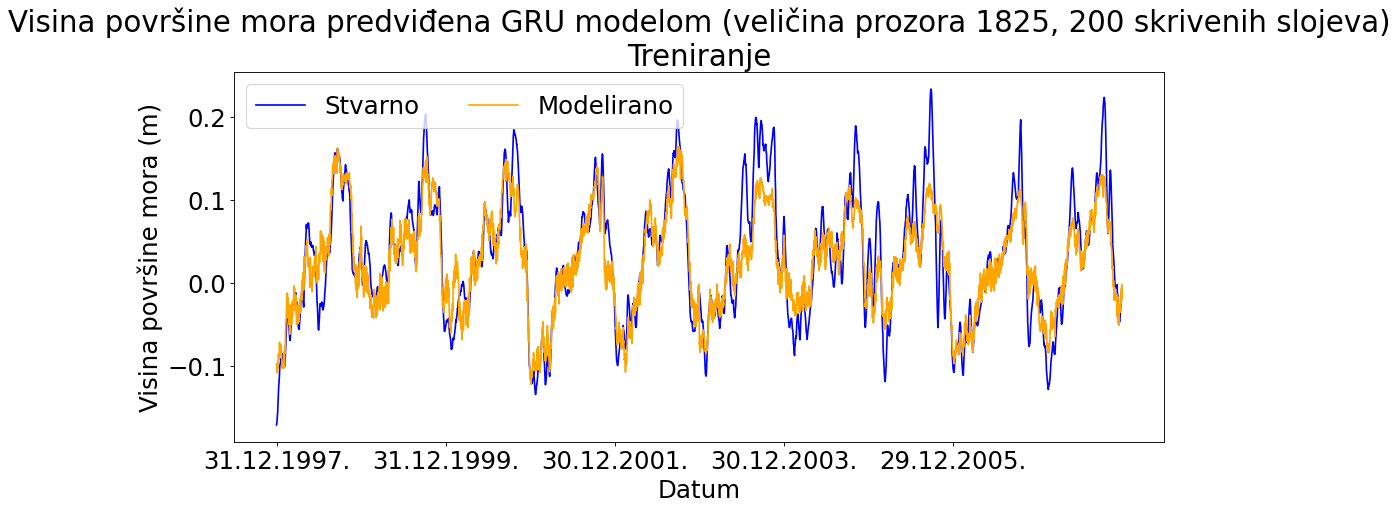 Visina površine mora predviđena GRU modelom (veličina prozora 1825, 200 skrivenih slojeva)
Treniranje
Stvarno
Modelirano
Visina površine mora (m)
0.2
0.1
0.0
−0.1
31.12.1997.
31.12.1999.
30.12.2001.
30.12.2003.
29.12.2005.
Datum